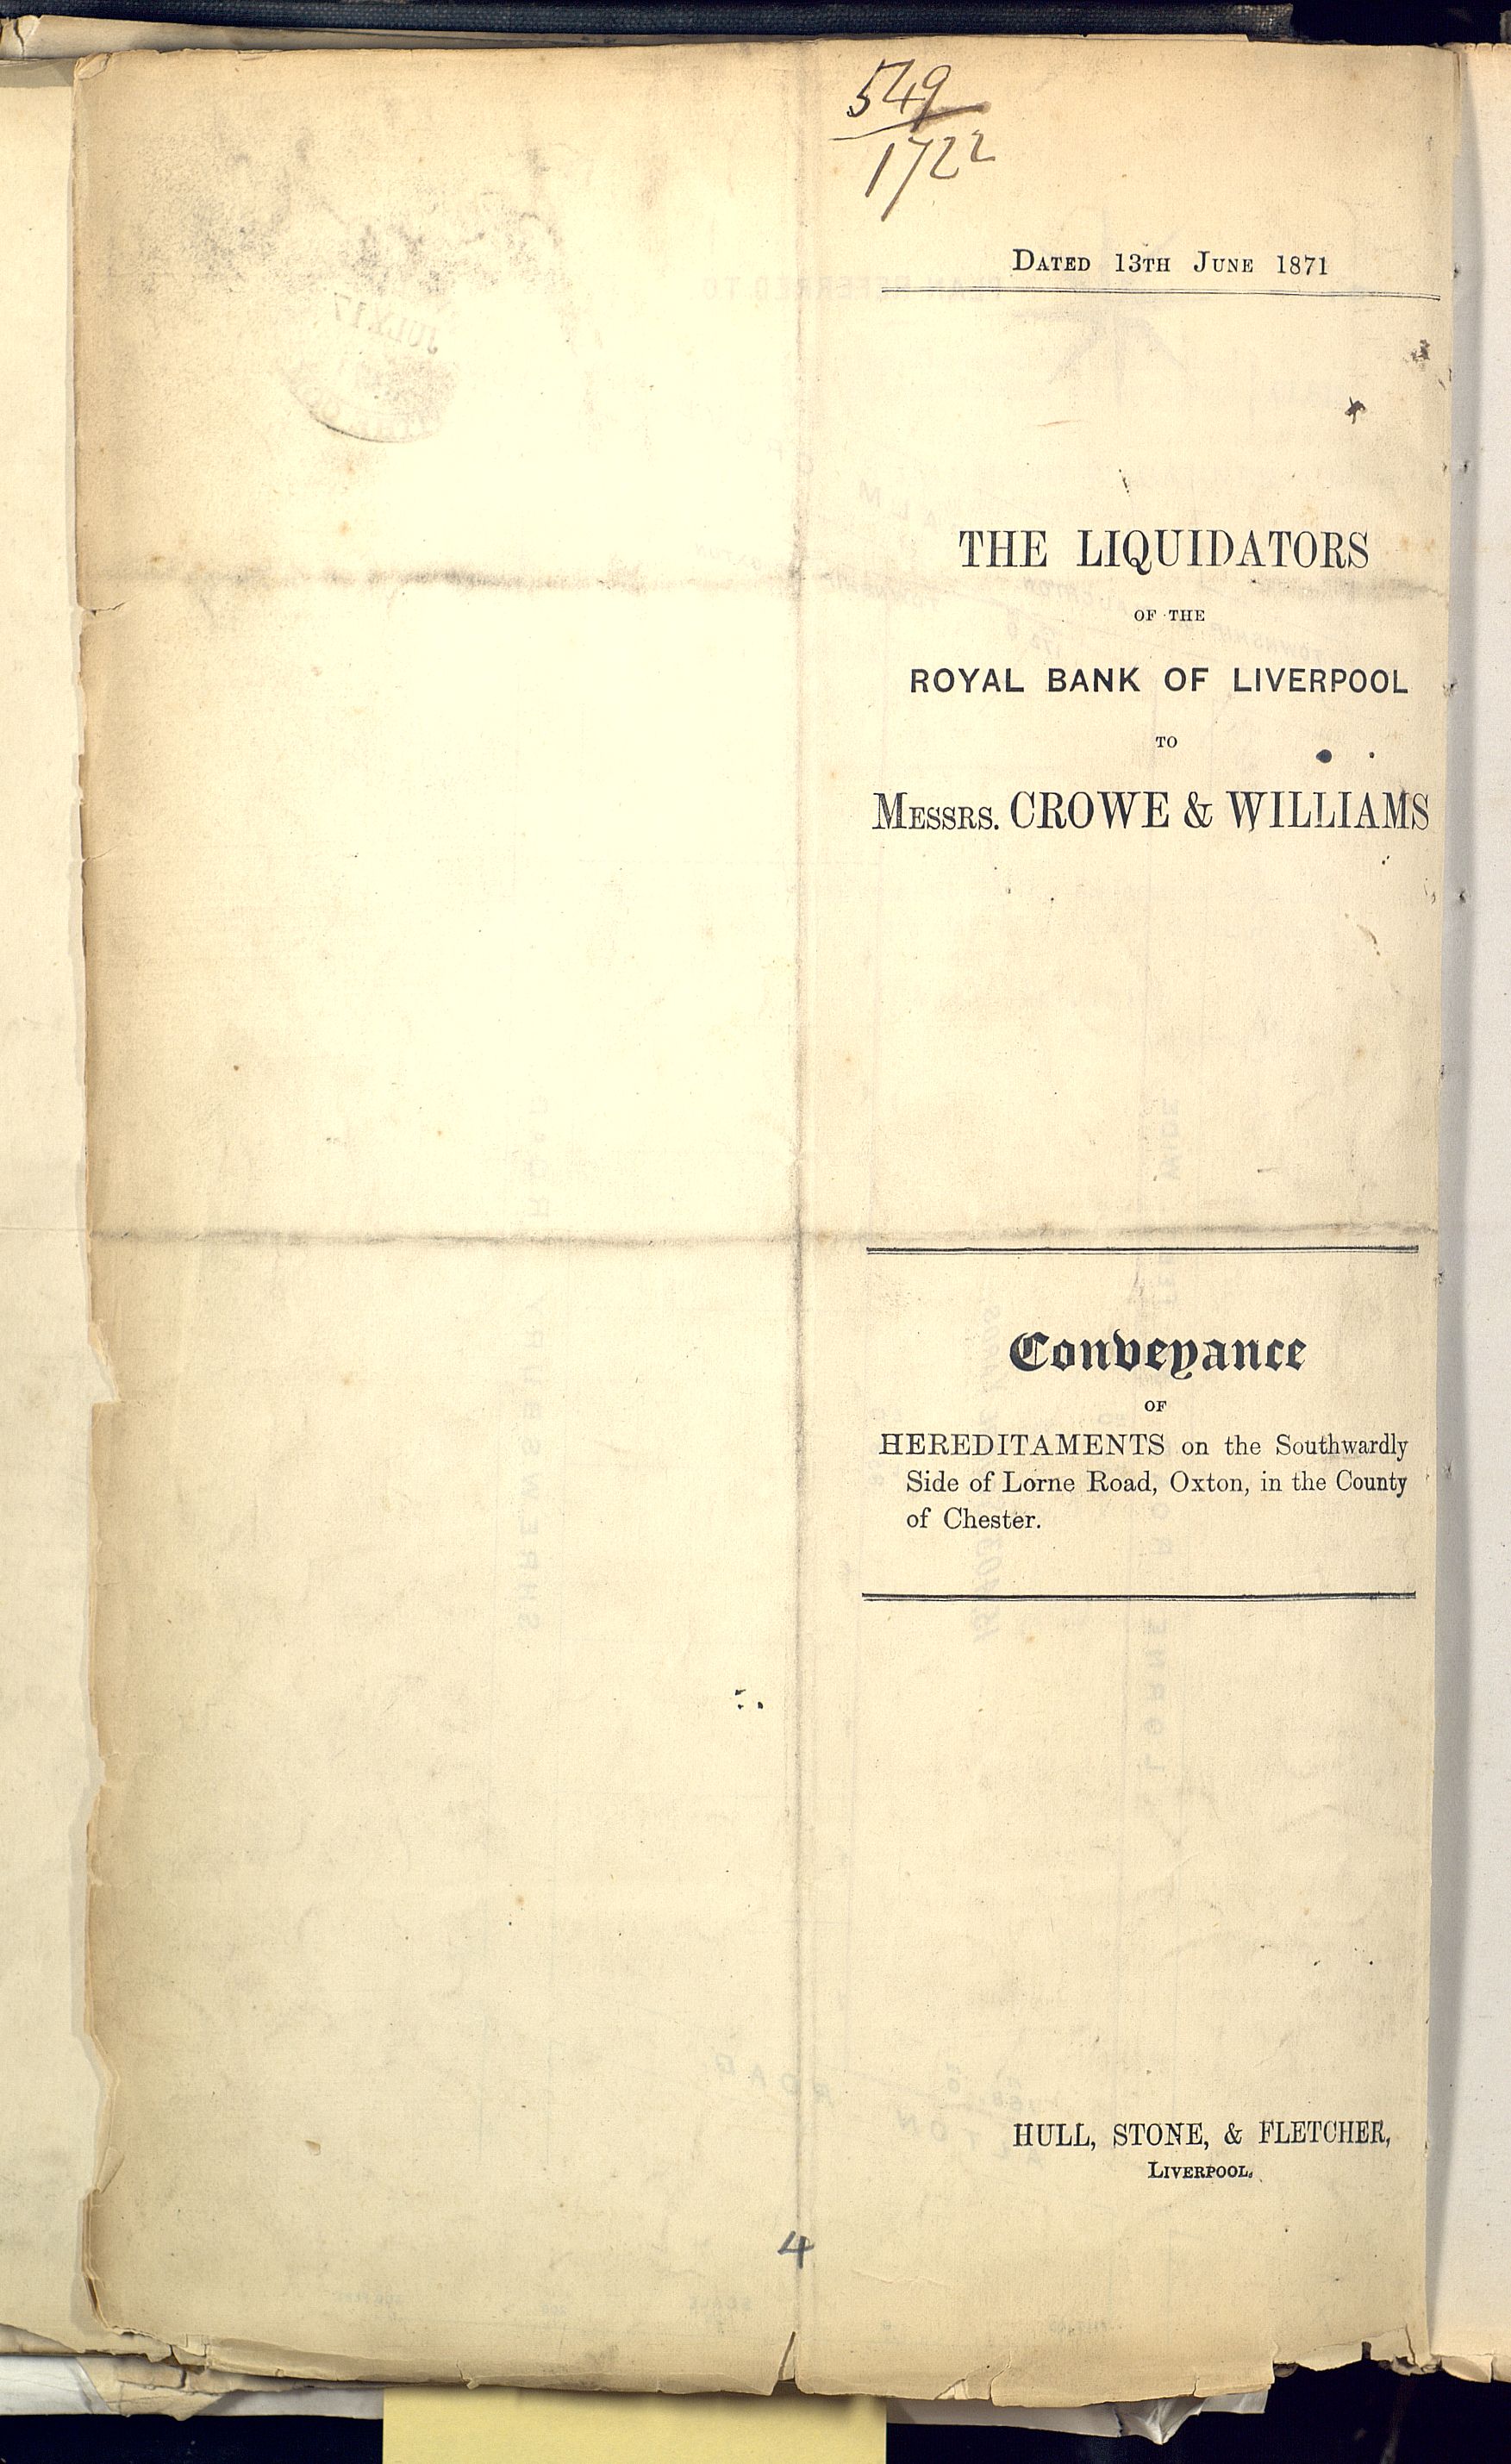 549
1722
DATED 13TH JUNE 1871
THE LIQUIDATORS
OF THE
ROYAL BANK OF LIVERPOOL
TO
MESSRS. CROWE & WILLIAMS
Conveyance
OF
HEREDITAMENTS on the Southwardly
Side of Lorne Road, Oxton, in the County
of Chester.
HULL, STONE, & FLETCHER,
LIVERPOOL.
4